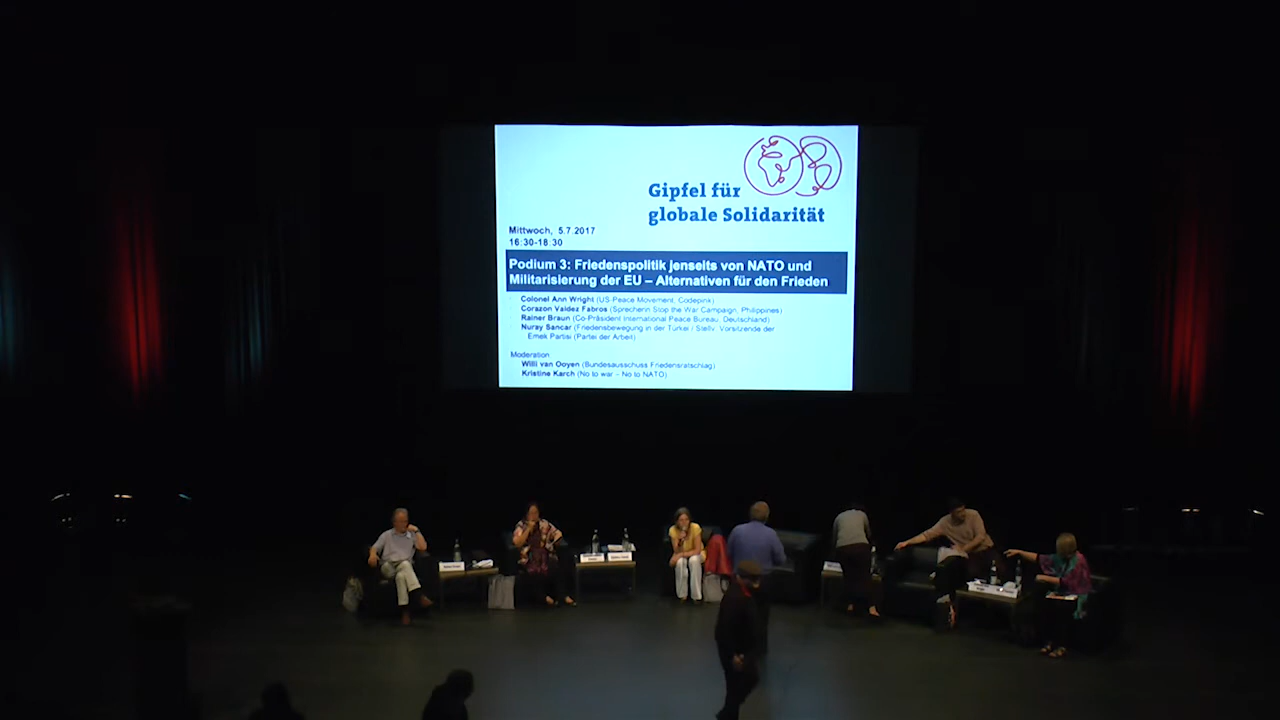 Gipfel für
globale Solidarität
Mittwoch, 5.7.2017
16:30-18:30
Podium 3: Friedenspolitik jenseits von NATO und
Militarisierung der EU – Alternativen für den Frieden
Colonel Ann Wright (US-Peace Movement, Codepink)
Corazon Valdez Fabros (Sprecherin Stop the War Campaign, Philippines)
Rainer Braun (Co-Präsident International Peace Bureau, Deutschland)
Nuray Sancar (Friedensbewegung in der Türkei / Stellv. Vorsitzende der
Emek Partisi (Partei der Arbeit)
Moderation
Willi van Ooyen (Bundesausschuss Friedensratschlag)
Kristine Karch (No to war – No to NATO)